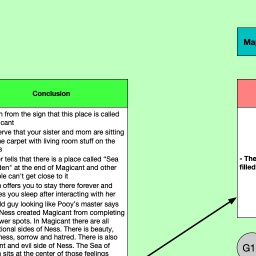 Conclusion
from the sign that this place is called
icant
erve that your sister and mom are sitting
e carpet with living room stuff on the
er tells that there is a place called "Sea
den" at the end of Magicant and other
le can't get close to it
offers you to stay there forever and
es you sleep after interacting with her
ld guy looking like Pooy's master says
Ness created Magicant from completing
wer spots. In Magicant there are all
tional sides of Ness. There is beauty,
ness, sorrow and hatred. There is also
nt and evil side of Ness. The Sea of
sits at the center of those feelings
Ma
- The
filled
G1